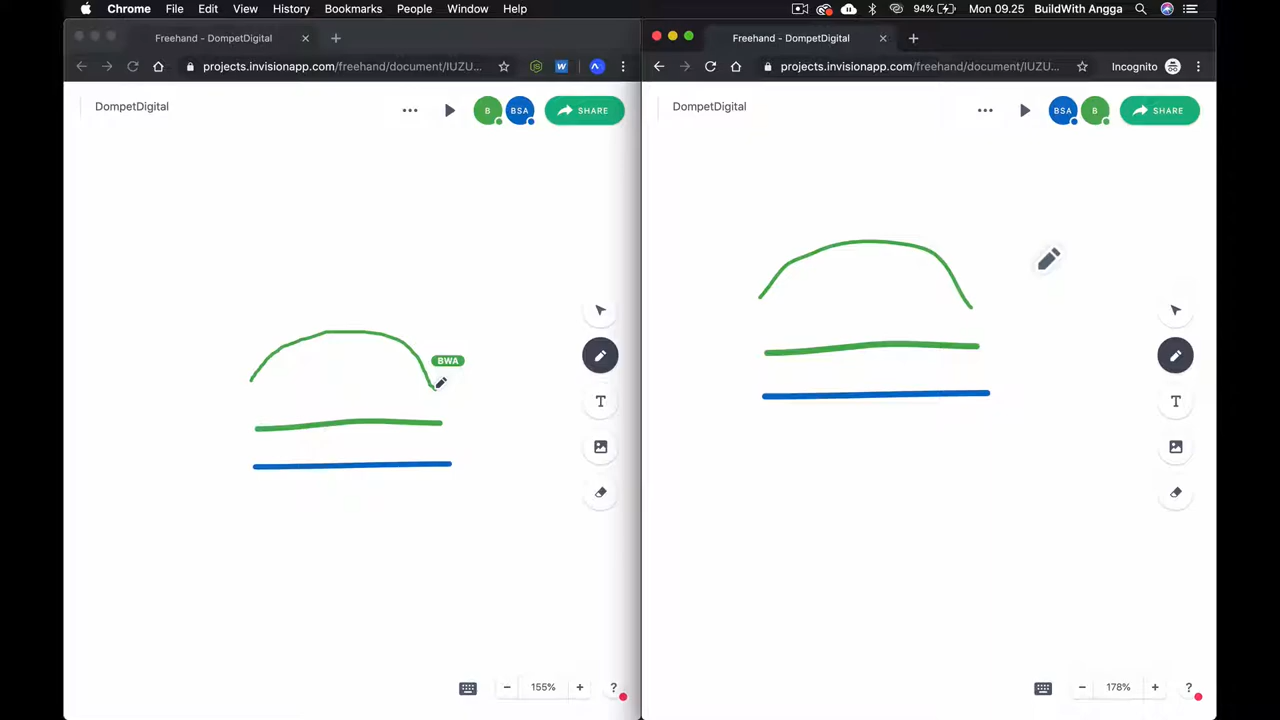 Chrome File Edit View History Bookmarks People Window Help
94% Mon 09.25 BuildWith Angga
Freehand - DompetDigital
projects.invisionapp.com/freehand/document/IUZU...
DompetDigital
B BSA SHARE
BWA
T
155%
?
Freehand - DompetDigital
projects.invisionapp.com/freehand/document/IUZU... Incognito
DompetDigital
BSA B SHARE
T
178%
?